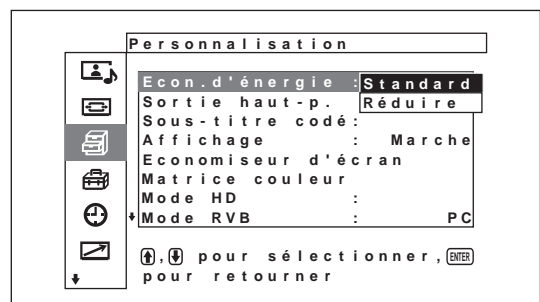 Personnalisation
Econ.d'énergie :Standard
Sortie haut-p. Réduire
Sous-titre codé:
Affichage : Marche
Economiseur d'écran
Matrice couleur
Mode HD :
Mode RVB : PC
, pour sélectionner, ENTER
pour retourner